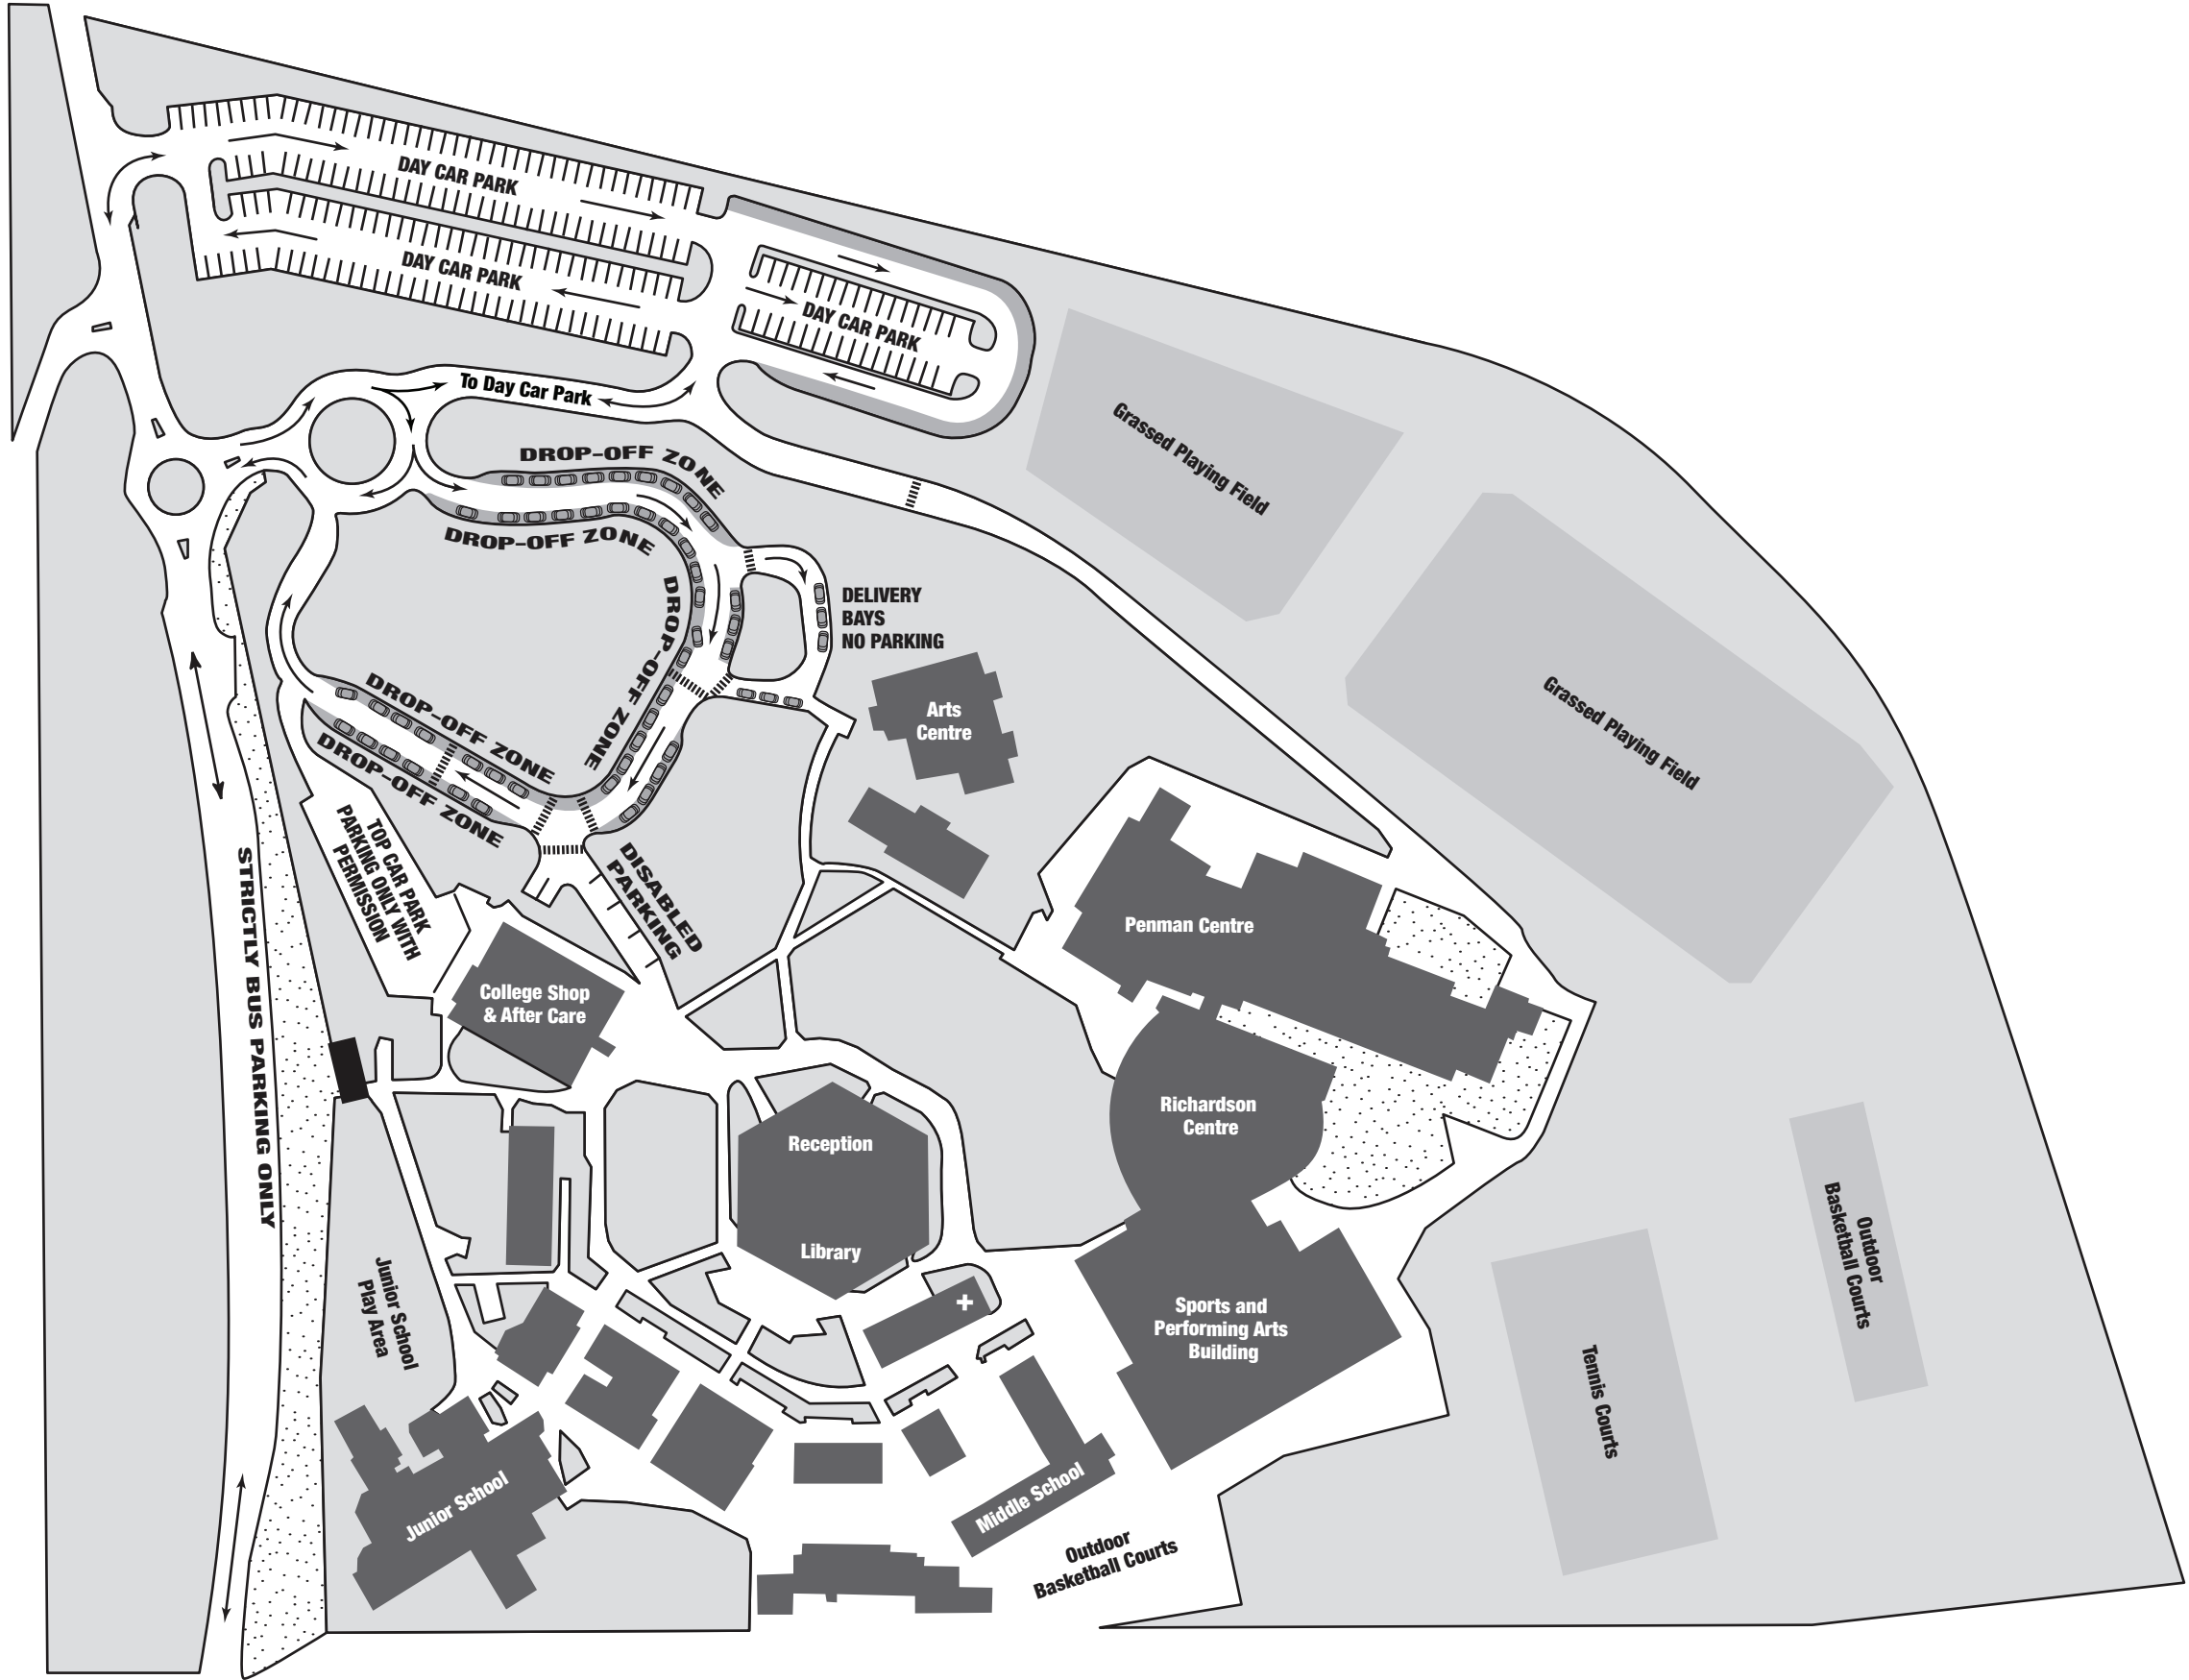 DAY CAR PARK
DAY CAR PARK
DAY CAR PARK
To Day Car Park
DROP-OFF ZONE
DROP-OFF ZONE
DROP-OFF ZONE
DELIVERY
BAYS
NO PARKING
Grassed Playing Field
Grassed Playing Field
Arts
Centre
DROP-OFF ZONE
DROP-OFF ZONE
TOP CAR PARK
PARKING ONLY WITH
PERMISSION
DISABLED
PARKING
STRICTLY BUS PARKING ONLY
Penman Centre
College Shop
& After Care
Richardson
Centre
Reception
Library
Junior School
Play Area
Sports and
Performing Arts
Building
Outdoor
Basketball Courts
Tennis Courts
Junior School
Middle School
Outdoor
Basketball Courts